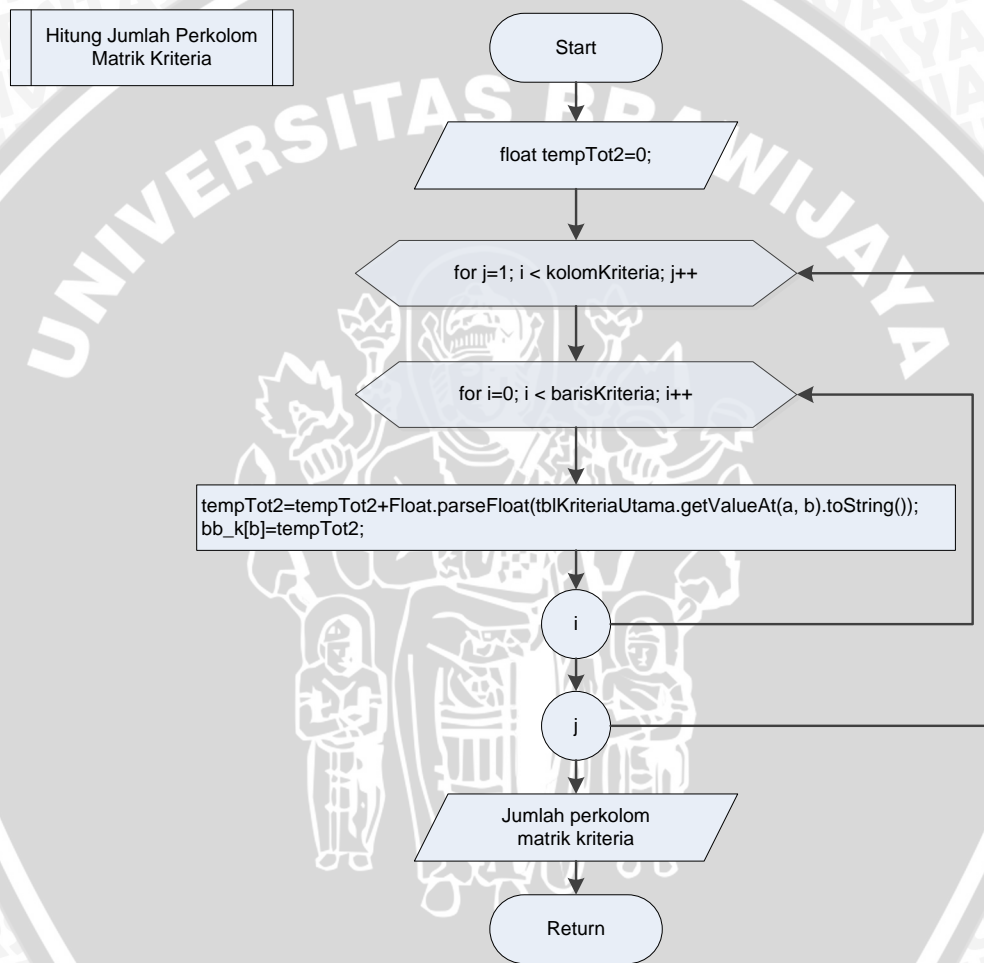 Hitung Jumlah Perkolom
Matrik Kriteria
Start
UNIVERSITAS BRAWIJAYA
float tempTot2=0;
for j=1; i < kolomKriteria; j++
for i=0; i < barisKriteria; i++
tempTot2=tempTot2+Float.parseFloat(tblKriteriaUtama.getValueAt(a, b).toString());
bb_k[b]=tempTot2;
i
j
Jumlah perkolom
matrik kriteria
Return